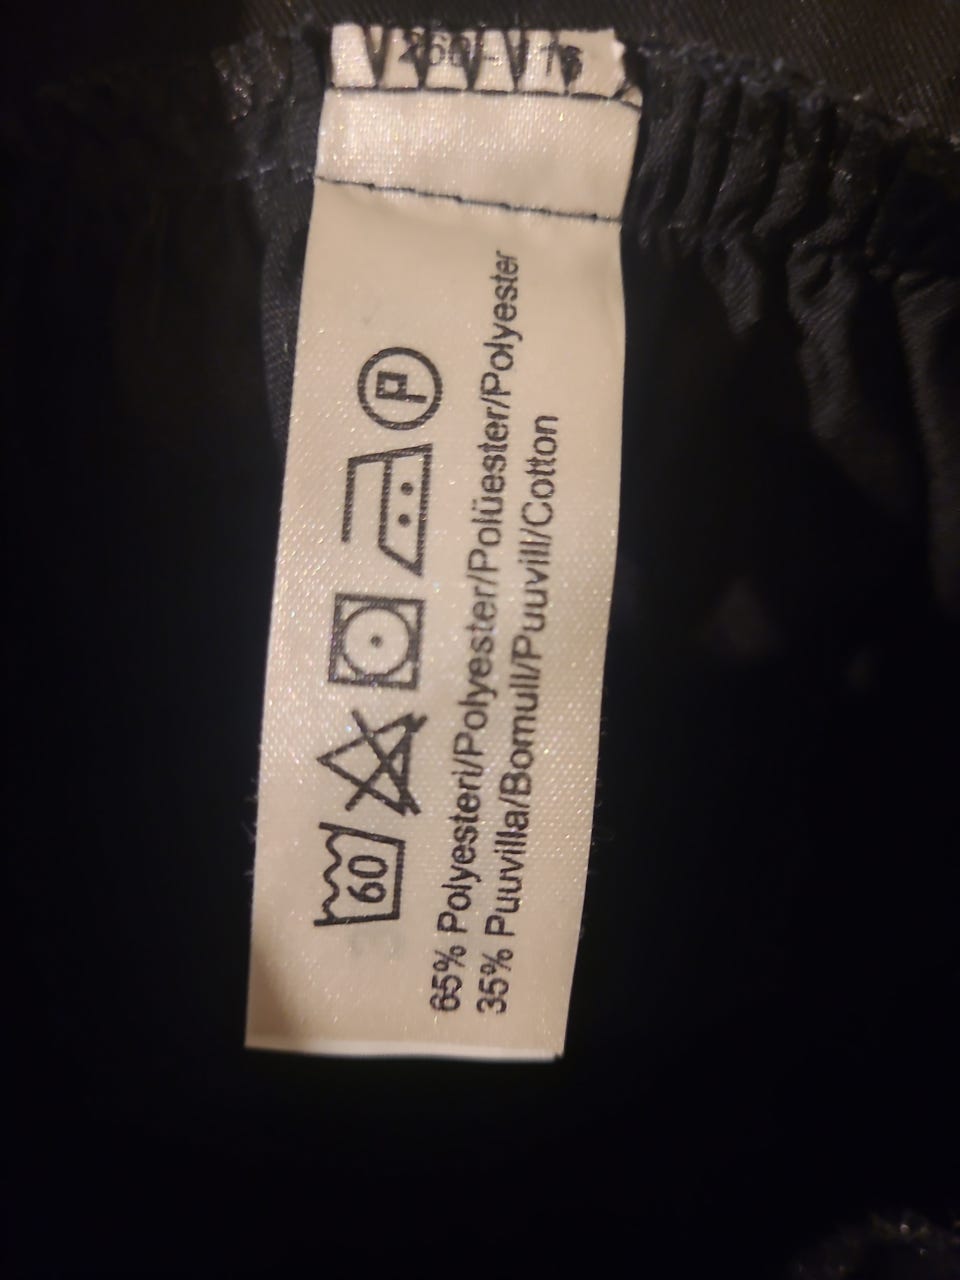 60 P
65% Polyesteri/Polyester/Polüester/Polyester
35% Puuvilla/Bomull/Puuvill/Cotton